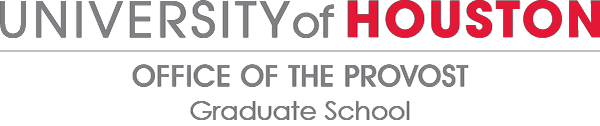 UNIVERSITY of HOUSTON
OFFICE OF THE PROVOST
Graduate School